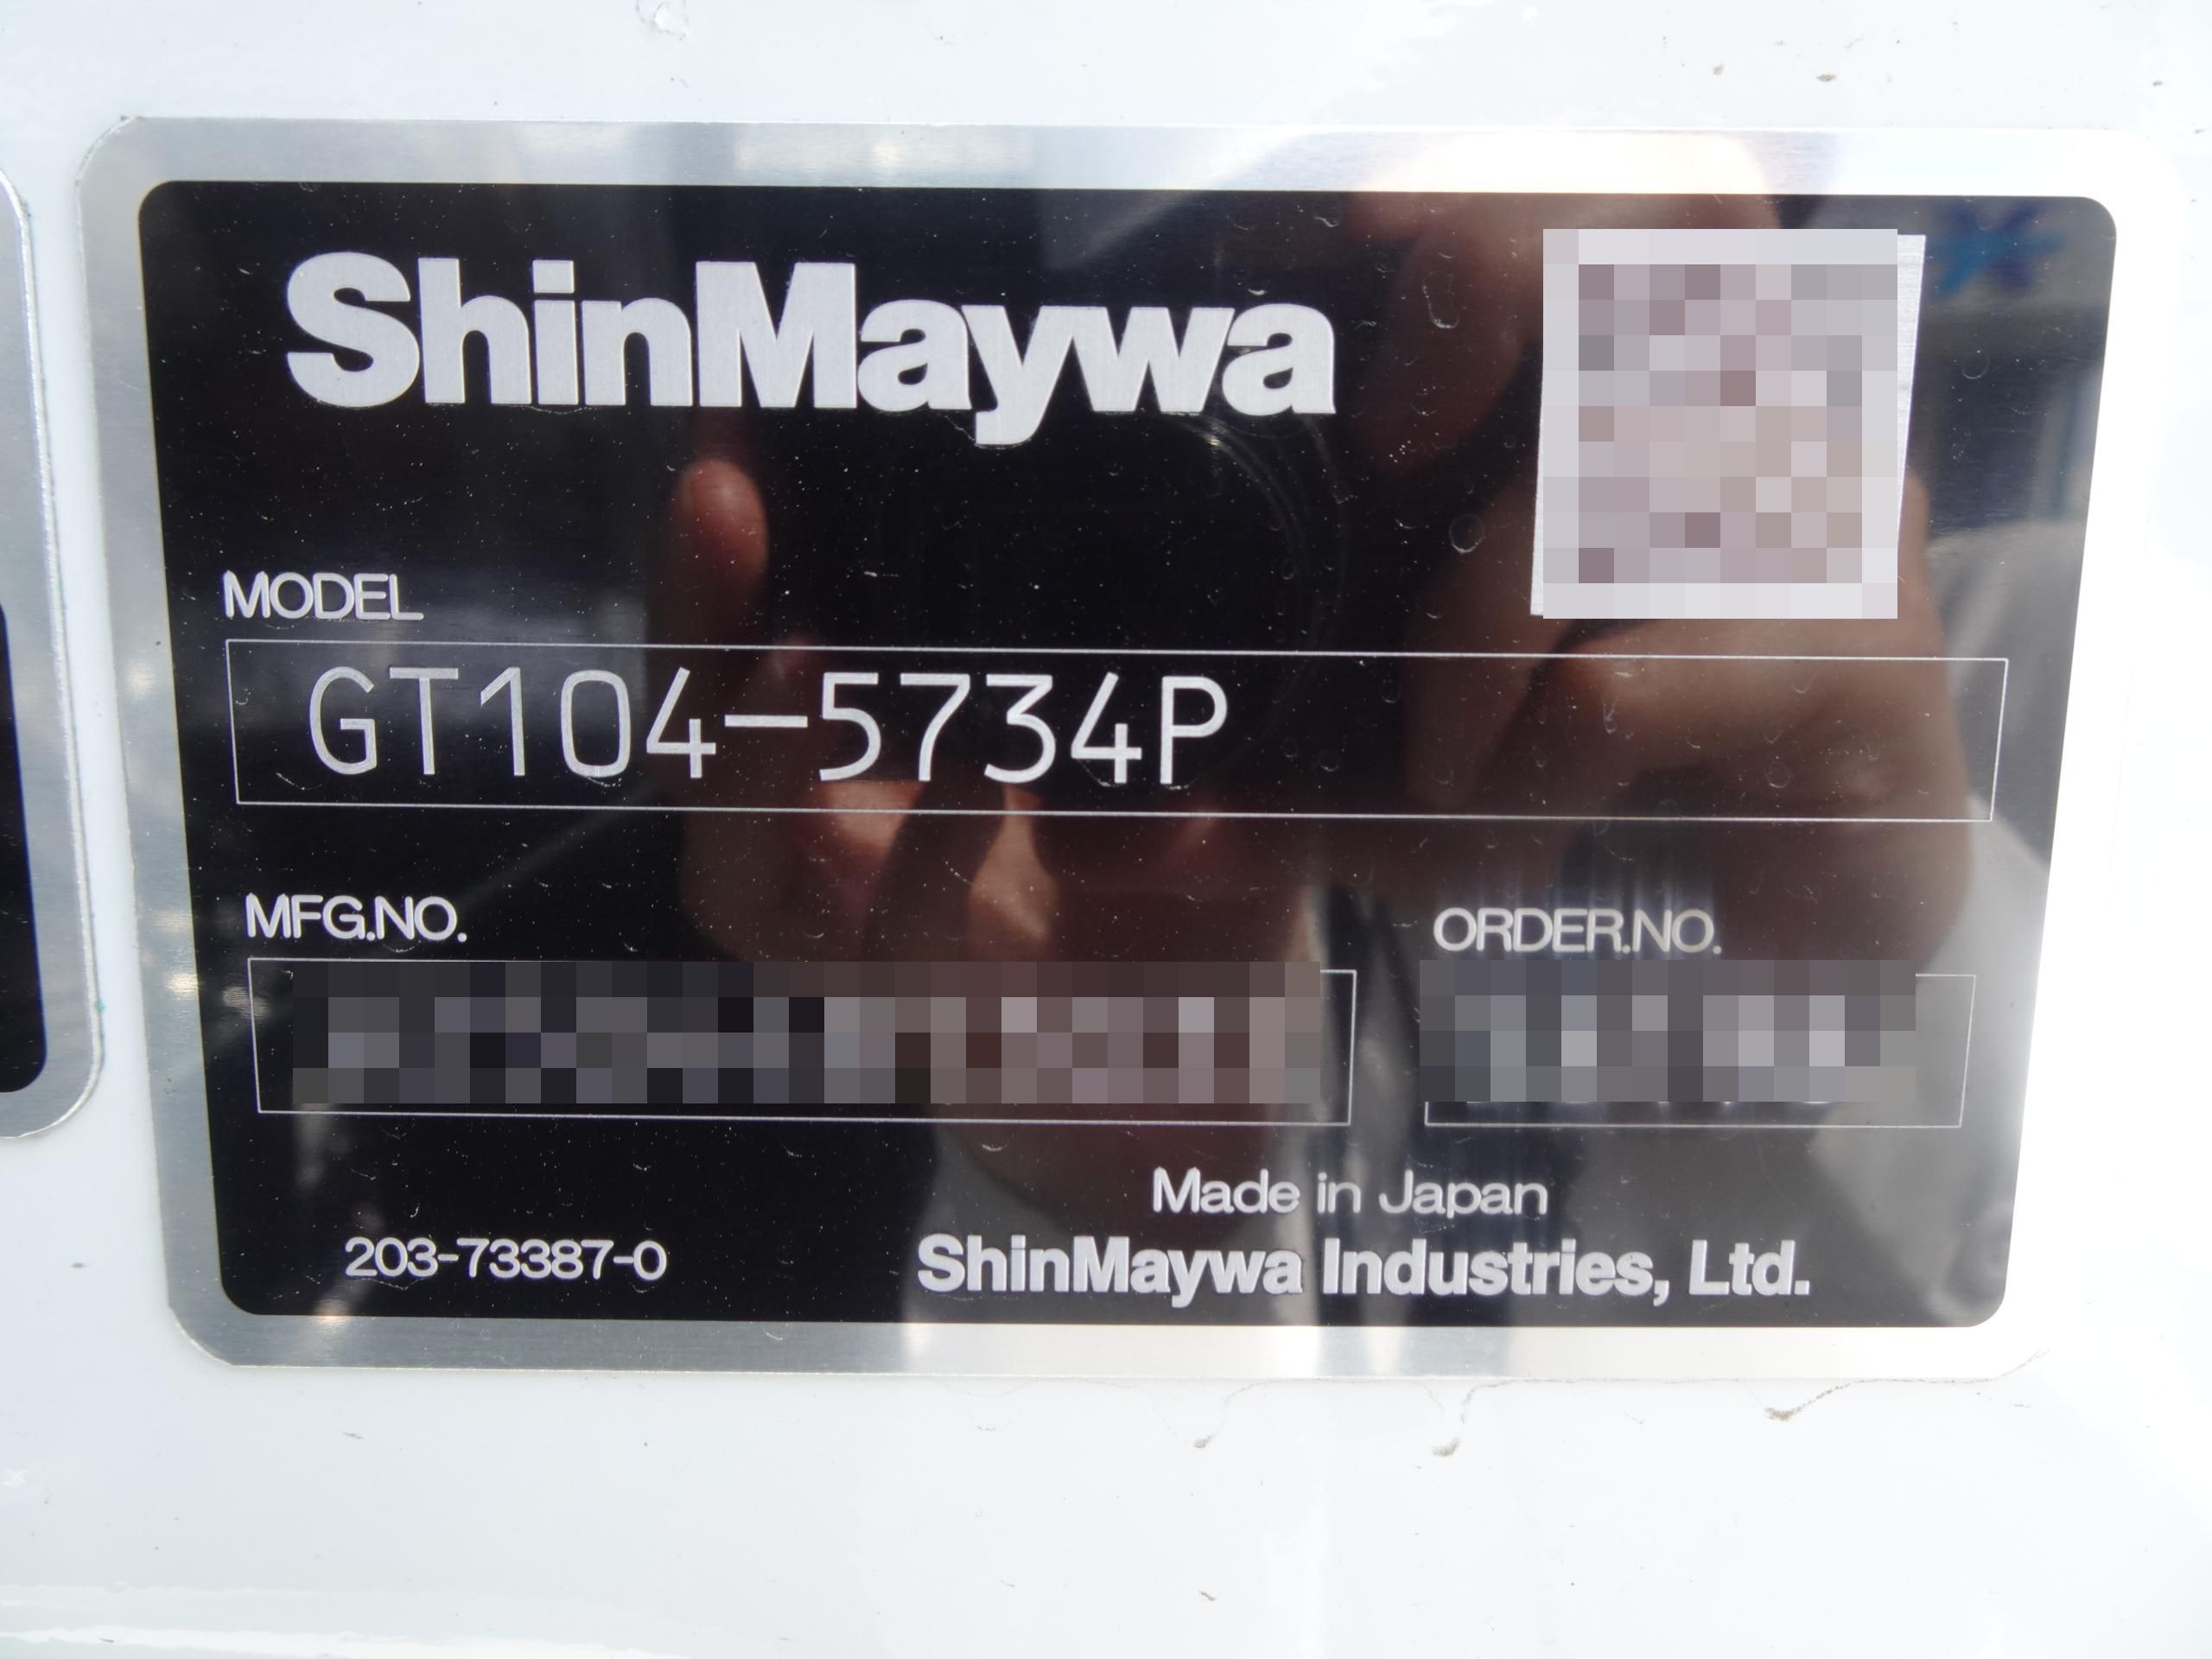 ShinMaywa
MODEL
GT104-5734P
MFG.NO.
ORDER.NO.
Made in Japan
203-73387-0
ShinMaywa Industries, Ltd.